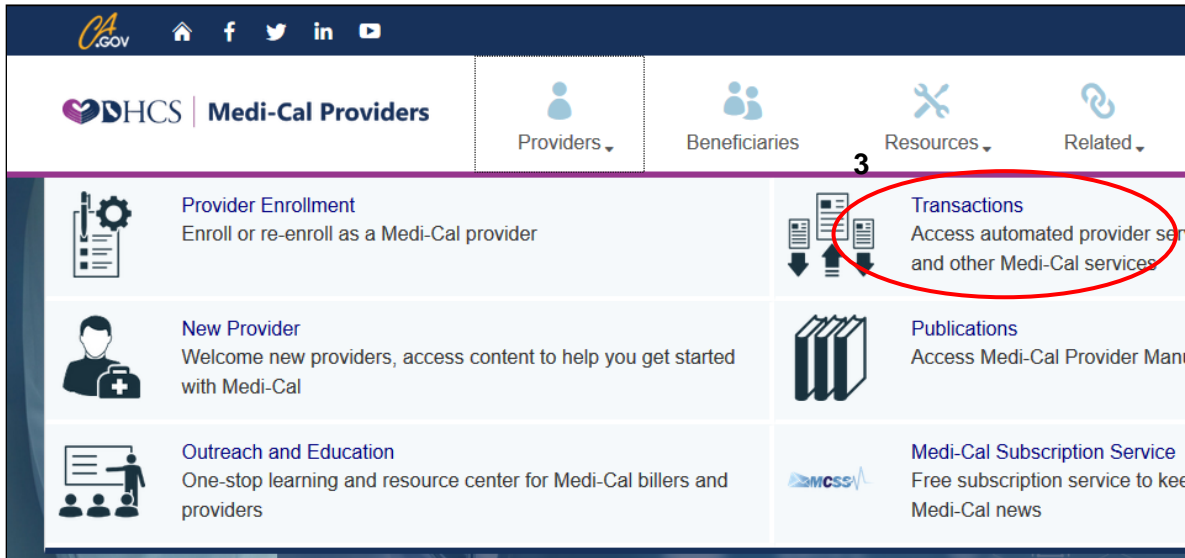 CA.GOV
DHCS | Medi-Cal Providers
Providers
Beneficiaries
Resources
Related
3
Provider Enrollment
Enroll or re-enroll as a Medi-Cal provider
Transactions
Access automated provider
and other Medi-Cal services
New Provider
Welcome new providers, access content to help you get started
with Medi-Cal
Publications
Access Medi-Cal Provider
Outreach and Education
One-stop learning and resource center for Medi-Cal billers and
providers
MCSS
Medi-Cal Subscription Service
Free subscription service to
Medi-Cal news